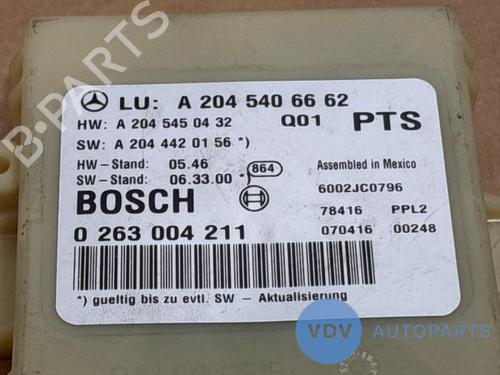 B-PARTS
LU: A 204 540 66 62
HW: A 204 545 04 32 Q01 PTS
SW: A 204 442 01 56 *)
HW-Stand: 05.46 864 Assembled in Mexico
SW-Stand: 06.33.00 *) 6002JC0796
BOSCH 78416 PPL2
0 263 004 211 070416 00248
*) gueltig bis zu evtl. SW - Aktualisierung
VDV AUTOPARTS